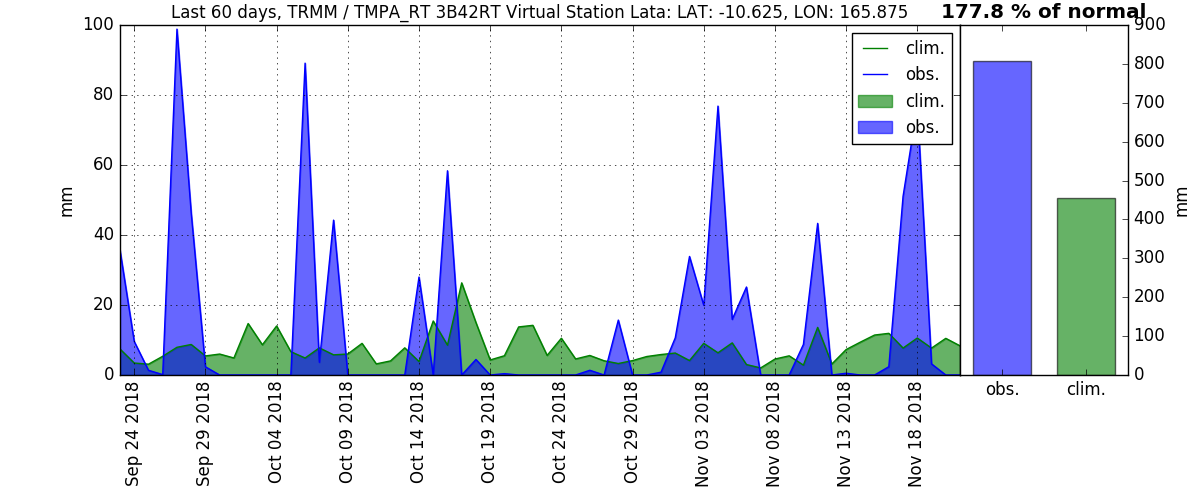 Last 60 days, TRMM / TMPA_RT 3B42RT Virtual Station Lata: LAT: -10.625, LON: 165.875
177.8 % of normal
mm
100
80
60
40
20
0
clim.
obs.
clim.
obs.
Sep 24 2018
Sep 29 2018
Oct 04 2018
Oct 09 2018
Oct 14 2018
Oct 19 2018
Oct 24 2018
Oct 29 2018
Nov 03 2018
Nov 08 2018
Nov 13 2018
Nov 18 2018
900
800
700
600
500
400
300
200
100
0
mm
obs.
clim.